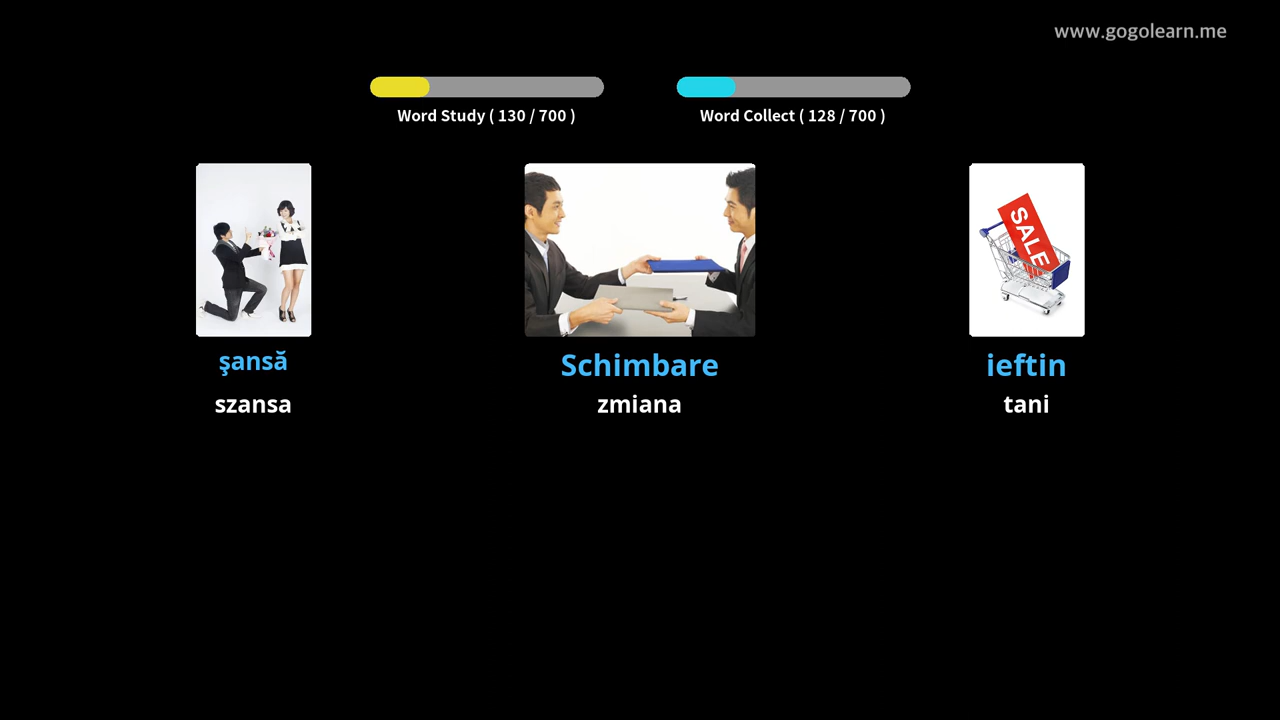 www.gogolearn.me
Word Study ( 130 / 700 )
Word Collect ( 128 / 700 )
SALE
şansă
Schimbare
ieftin
szansa
zmiana
tani